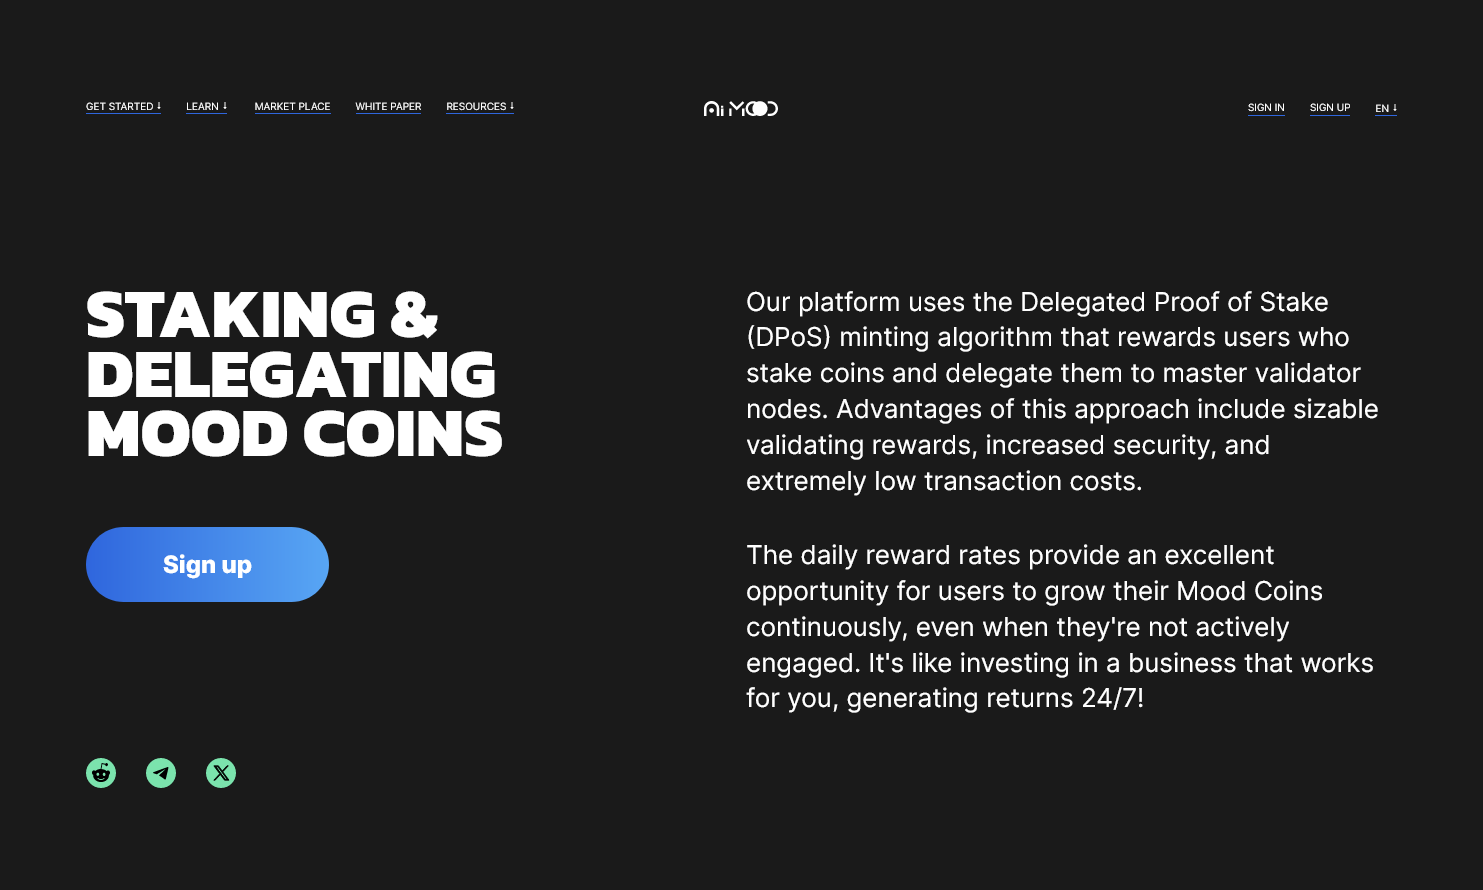 GET STARTED ↓ LEARN ↓ MARKET PLACE WHITE PAPER RESOURCES ↓ Ai MOOD SIGN IN SIGN UP EN ↓
STAKING &
DELEGATING
MOOD COINS
Sign up
Our platform uses the Delegated Proof of Stake
(DPoS) minting algorithm that rewards users who
stake coins and delegate them to master validator
nodes. Advantages of this approach include sizable
validating rewards, increased security, and
extremely low transaction costs.
The daily reward rates provide an excellent
opportunity for users to grow their Mood Coins
continuously, even when they're not actively
engaged. It's like investing in a business that works
for you, generating returns 24/7!